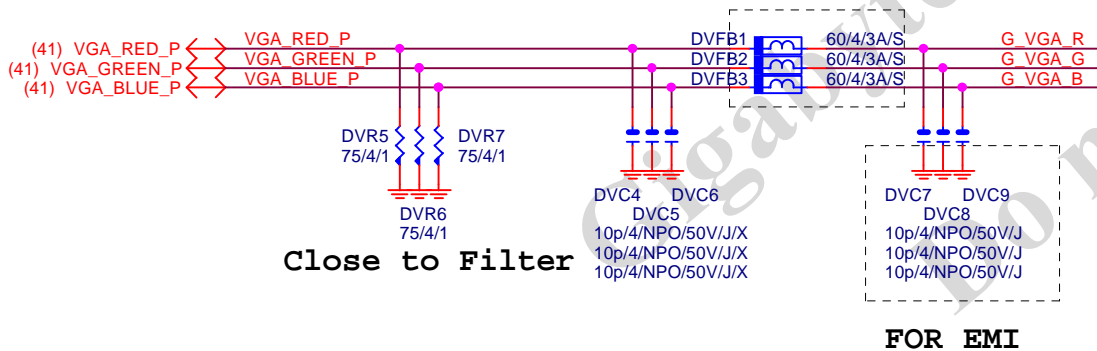 (41) VGA_RED_P VGA_RED_P DVFB1 60/4/3A/S G_VGA_R
(41) VGA_GREEN_P VGA_GREEN_P DVFB2 60/4/3A/S G_VGA_G
(41) VGA_BLUE_P VGA_BLUE_P DVFB3 60/4/3A/S G_VGA_B
DVR5 DVR7
75/4/1 75/4/1
DVR6
75/4/1
Close to Filter
DVC4 DVC6
DVC5
10p/4/NPO/50V/J/X
10p/4/NPO/50V/J/X
10p/4/NPO/50V/J/X
DVC7 DVC9
DVC8
10p/4/NPO/50V/J
10p/4/NPO/50V/J
10p/4/NPO/50V/J
FOR EMI
Do